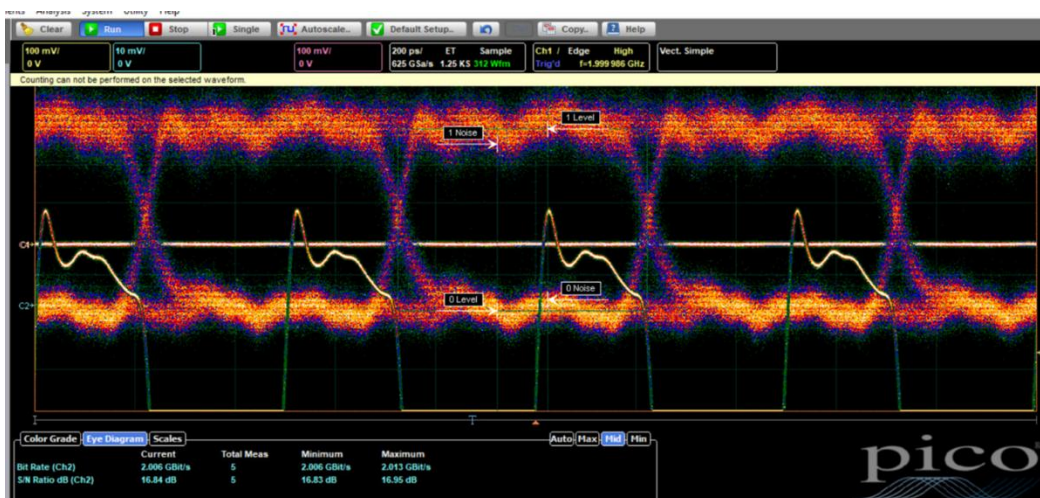 ments Analysis System Utility Help
Clear Run Stop Single Autoscale.. Default Setup.. Copy.. Help
100 mV/ 10 mV/ 100 mV/ 200 ps/ ET Sample Ch1 / Edge High Vect. Simple
0 V 0 V 0 V 625 GSa/s 1.25 KS 312 Wfm Trig'd f=1.999 986 GHz
Counting can not be performed on the selected waveform.
1 Level
1 Noise
C1
0 Noise
0 Level
C2
T
Color Grade Eye Diagram Scales Auto Max Mid Min
Current Total Meas Minimum Maximum
Bit Rate (Ch2) 2.006 GBit/s 5 2.006 GBit/s 2.013 GBit/s
S/N Ratio dB (Ch2) 16.84 dB 5 16.83 dB 16.95 dB
pico